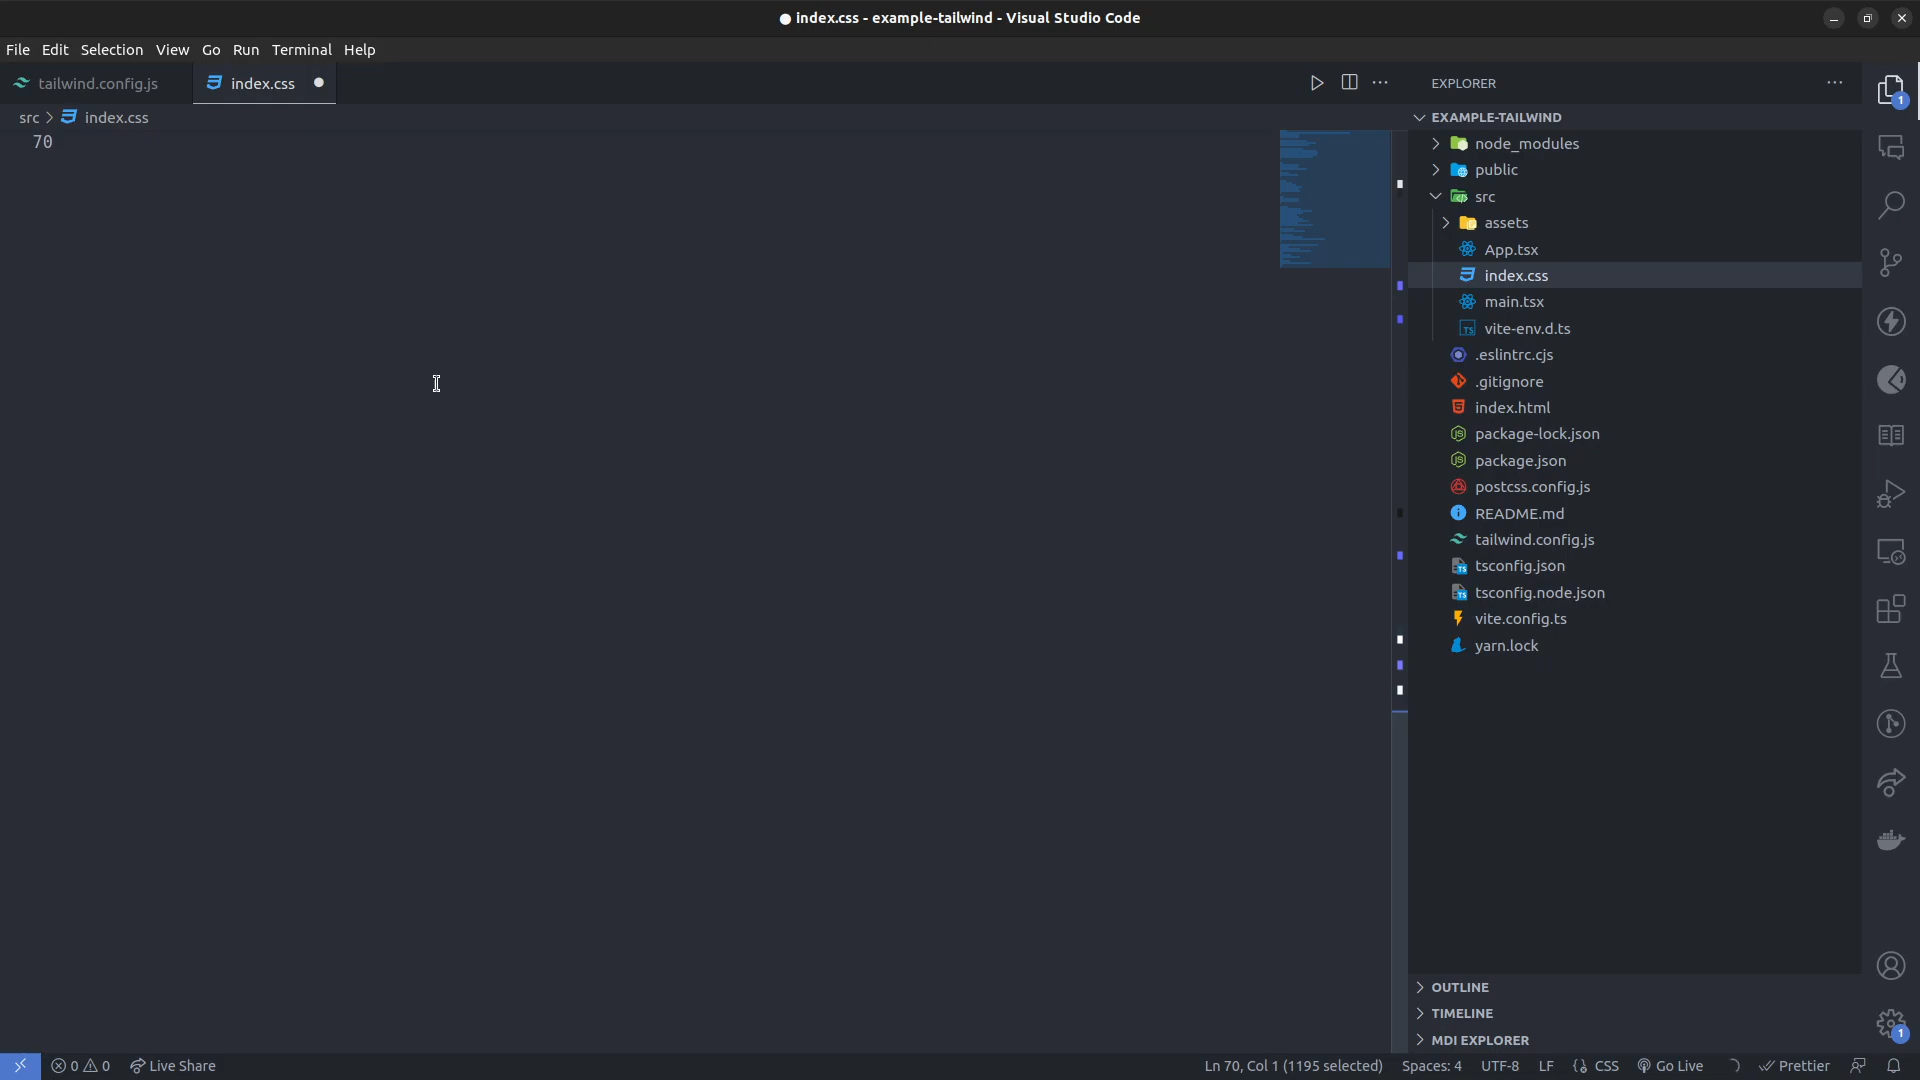 index.css - example-tailwind - Visual Studio Code
File Edit Selection View Go Run Terminal Help
tailwind.config.js
index.css
src
index.css
70
EXPLORER
EXAMPLE-TAILWIND
node_modules
public
src
assets
App.tsx
index.css
main.tsx
vite-env.d.ts
.eslintrc.cjs
.gitignore
index.html
package-lock.json
package.json
postcss.config.js
README.md
tailwind.config.js
tsconfig.json
tsconfig.node.json
vite.config.ts
yarn.lock
OUTLINE
TIMELINE
MDI EXPLORER
1
1
0 0 Live Share Ln 70, Col 1 (1195 selected) Spaces: 4 UTF-8 LF CSS Go Live Prettier